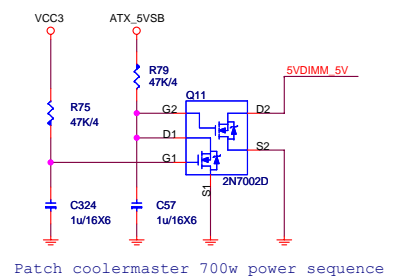 VCC3 ATX_5VSB
R79
47K/4
5VDIMM_5V
Q11
R75
47K/4
G2 D2
D1
S2
G1
2N7002D
S1
C324
1u/16X6
C57
1u/16X6
Patch coolermaster 700w power sequence